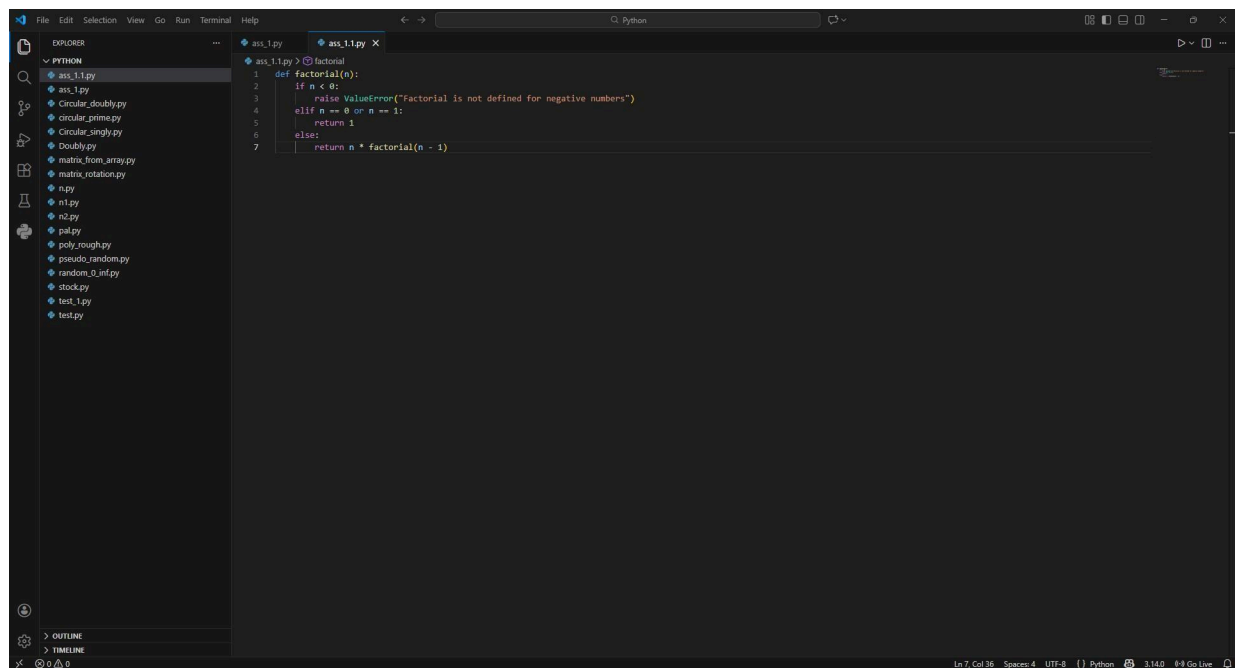 File Edit Selection View Go Run Terminal Help
Python
EXPLORER
PYTHON
ass_1.1.py
ass_1.py
Circular_doubly.py
circular_prime.py
Circular_singly.py
Doubly.py
matrix_from_array.py
matrix_rotation.py
n.py
n1.py
n2.py
pal.py
poly_rough.py
pseudo_random.py
random_0_inf.py
stock.py
test_1.py
test.py
OUTLINE
TIMELINE
ass_1.py ass_1.1.py
ass_1.1.py > factorial
1 def factorial(n):
2 if n < 0:
3 raise ValueError("Factorial is not defined for negative numbers")
4 elif n == 0 or n == 1:
5 return 1
6 else:
7 return n * factorial(n - 1)
0 0 Ln 7, Col 36 Spaces: 4 UTF-8 {} Python 3.14.0 Go Live